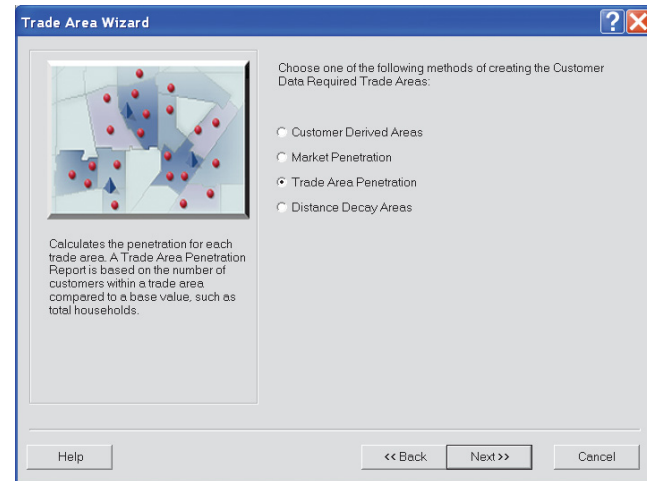 Trade Area Wizard
Choose one of the following methods of creating the Customer
Data Required Trade Areas:
Customer Derived Areas
Market Penetration
Trade Area Penetration
Distance Decay Areas
Calculates the penetration for each
trade area. A Trade Area Penetration
Report is based on the number of
customers within a trade area
compared to a base value, such as
total households.
Help
<< Back
Next >>
Cancel